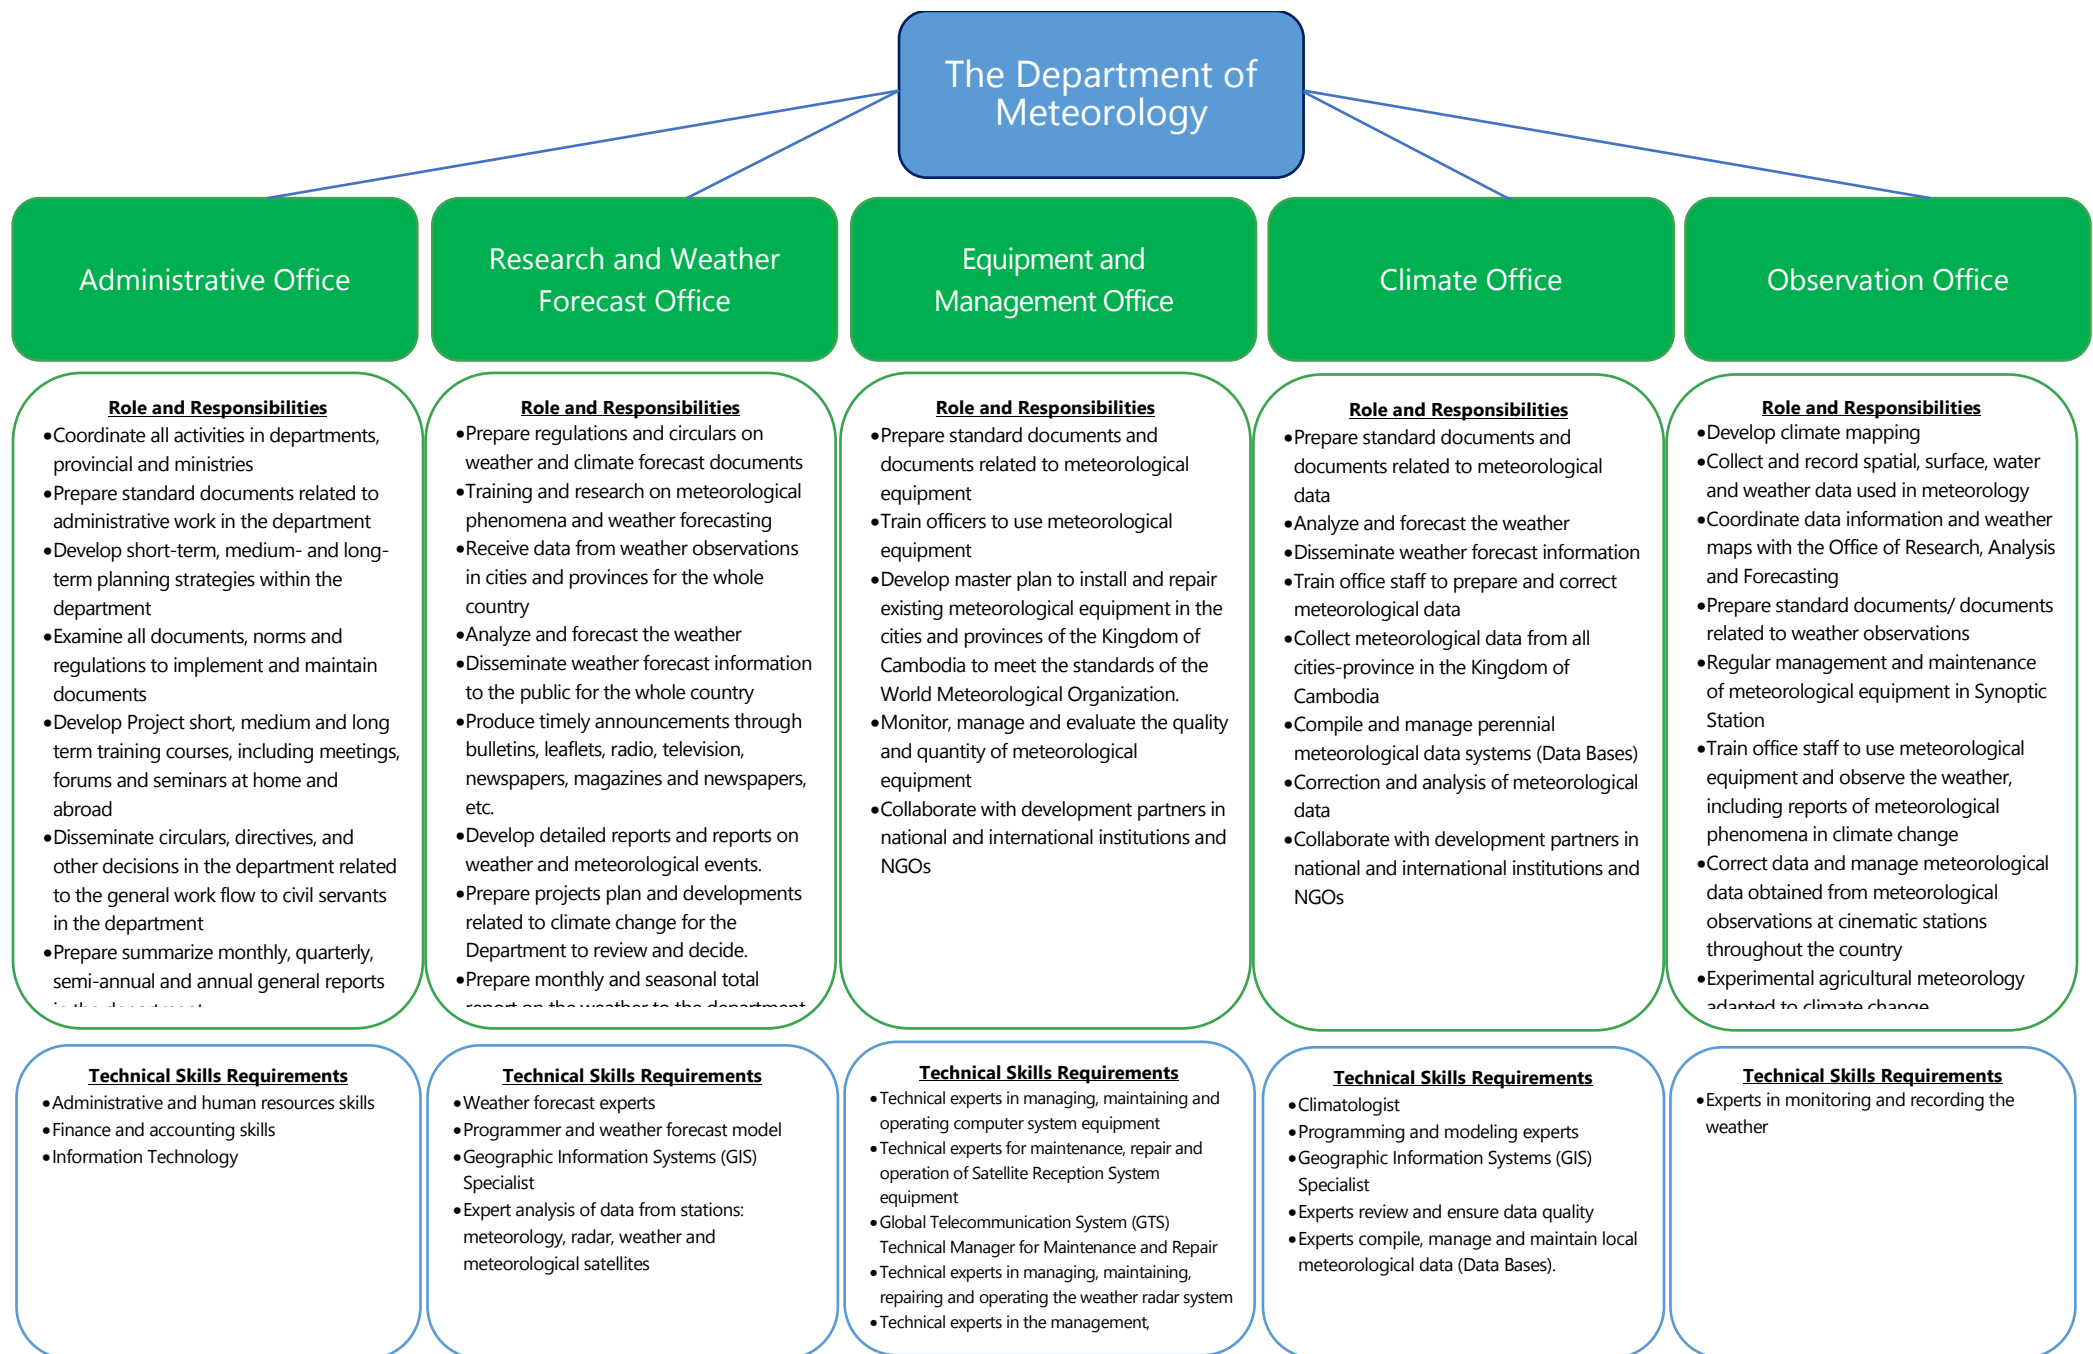 The Department of
Meteorology
Administrative Office
Research and Weather
Forecast Office
Equipment and
Management Office
Climate Office
Observation Office
Role and Responsibilities
•Coordinate all activities in departments,
provincial and ministries
•Prepare standard documents related to
administrative work in the department
•Develop short-term, medium- and long-
term planning strategies within the
department
•Examine all documents, norms and
regulations to implement and maintain
documents
•Develop Project short, medium and long
term training courses, including meetings,
forums and seminars at home and
abroad
•Disseminate circulars, directives, and
other decisions in the department related
to the general work flow to civil servants
in the department
•Prepare summarize monthly, quarterly,
semi-annual and annual general reports
in the department
Role and Responsibilities
•Prepare regulations and circulars on
weather and climate forecast documents
•Training and research on meteorological
phenomena and weather forecasting
•Receive data from weather observations
in cities and provinces for the whole
country
•Analyze and forecast the weather
•Disseminate weather forecast information
to the public for the whole country
•Produce timely announcements through
bulletins, leaflets, radio, television,
newspapers, magazines and newspapers,
etc.
•Develop detailed reports and reports on
weather and meteorological events.
•Prepare projects plan and developments
related to climate change for the
Department to review and decide.
•Prepare monthly and seasonal total
report on the weather to the department
Role and Responsibilities
•Prepare standard documents and
documents related to meteorological
equipment
•Train officers to use meteorological
equipment
•Develop master plan to install and repair
existing meteorological equipment in the
cities and provinces of the Kingdom of
Cambodia to meet the standards of the
World Meteorological Organization.
•Monitor, manage and evaluate the quality
and quantity of meteorological
equipment
•Collaborate with development partners in
national and international institutions and
NGOs
Role and Responsibilities
•Prepare standard documents and
documents related to meteorological
data
•Analyze and forecast the weather
•Disseminate weather forecast information
•Train office staff to prepare and correct
meteorological data
•Collect meteorological data from all
cities-province in the Kingdom of
Cambodia
•Compile and manage perennial
meteorological data systems (Data Bases)
•Correction and analysis of meteorological
data
•Collaborate with development partners in
national and international institutions and
NGOs
Role and Responsibilities
•Develop climate mapping
•Collect and record spatial, surface, water
and weather data used in meteorology
•Coordinate data information and weather
maps with the Office of Research, Analysis
and Forecasting
•Prepare standard documents/ documents
related to weather observations
•Regular management and maintenance
of meteorological equipment in Synoptic
Station
•Train office staff to use meteorological
equipment and observe the weather,
including reports of meteorological
phenomena in climate change
•Correct data and manage meteorological
data obtained from meteorological
observations at cinematic stations
throughout the country
•Experimental agricultural meteorology
adapted to climate change
Technical Skills Requirements
•Administrative and human resources skills
•Finance and accounting skills
•Information Technology
Technical Skills Requirements
•Weather forecast experts
•Programmer and weather forecast model
•Geographic Information Systems (GIS)
Specialist
•Expert analysis of data from stations:
meteorology, radar, weather and
meteorological satellites
Technical Skills Requirements
•Technical experts in managing, maintaining and
operating computer system equipment
•Technical experts for maintenance, repair and
operation of Satellite Reception System
equipment
•Global Telecommunication System (GTS)
Technical Manager for Maintenance and Repair
•Technical experts in managing, maintaining,
repairing and operating the weather radar system
•Technical experts in the management,
Technical Skills Requirements
•Climatologist
•Programming and modeling experts
•Geographic Information Systems (GIS)
Specialist
•Experts review and ensure data quality
•Experts compile, manage and maintain local
meteorological data (Data Bases).
Technical Skills Requirements
•Experts in monitoring and recording the
weather